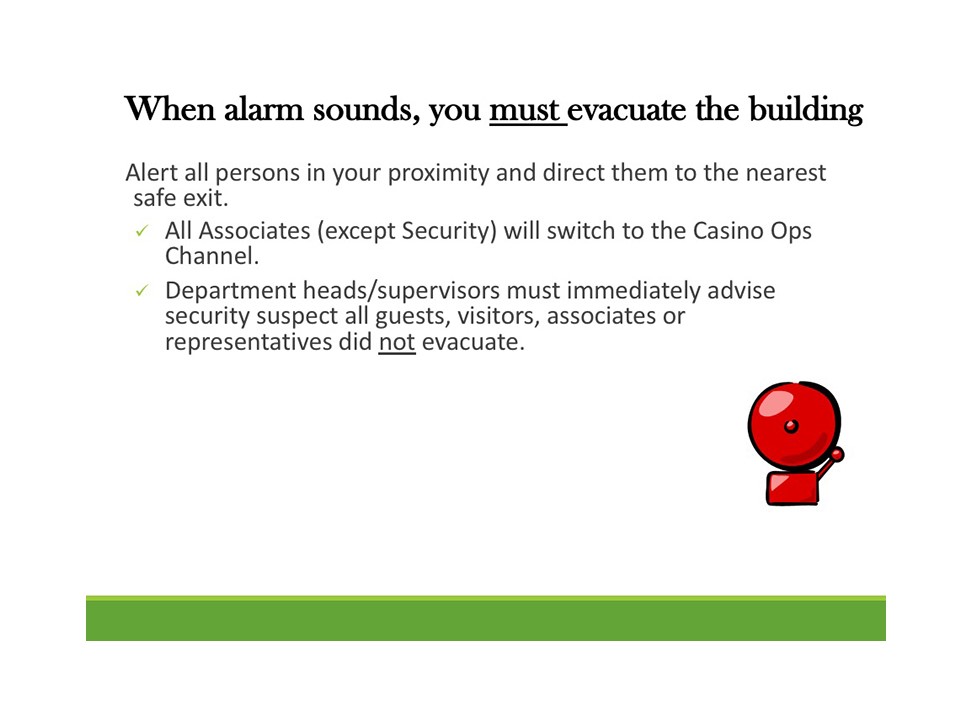 When alarm sounds, you must evacuate the building
Alert all persons in your proximity and direct them to the nearest
safe exit.
✓ All Associates (except Security) will switch to the Casino Ops
Channel.
✓ Department heads/supervisors must immediately advise
security suspect all guests, visitors, associates or
representatives did not evacuate.